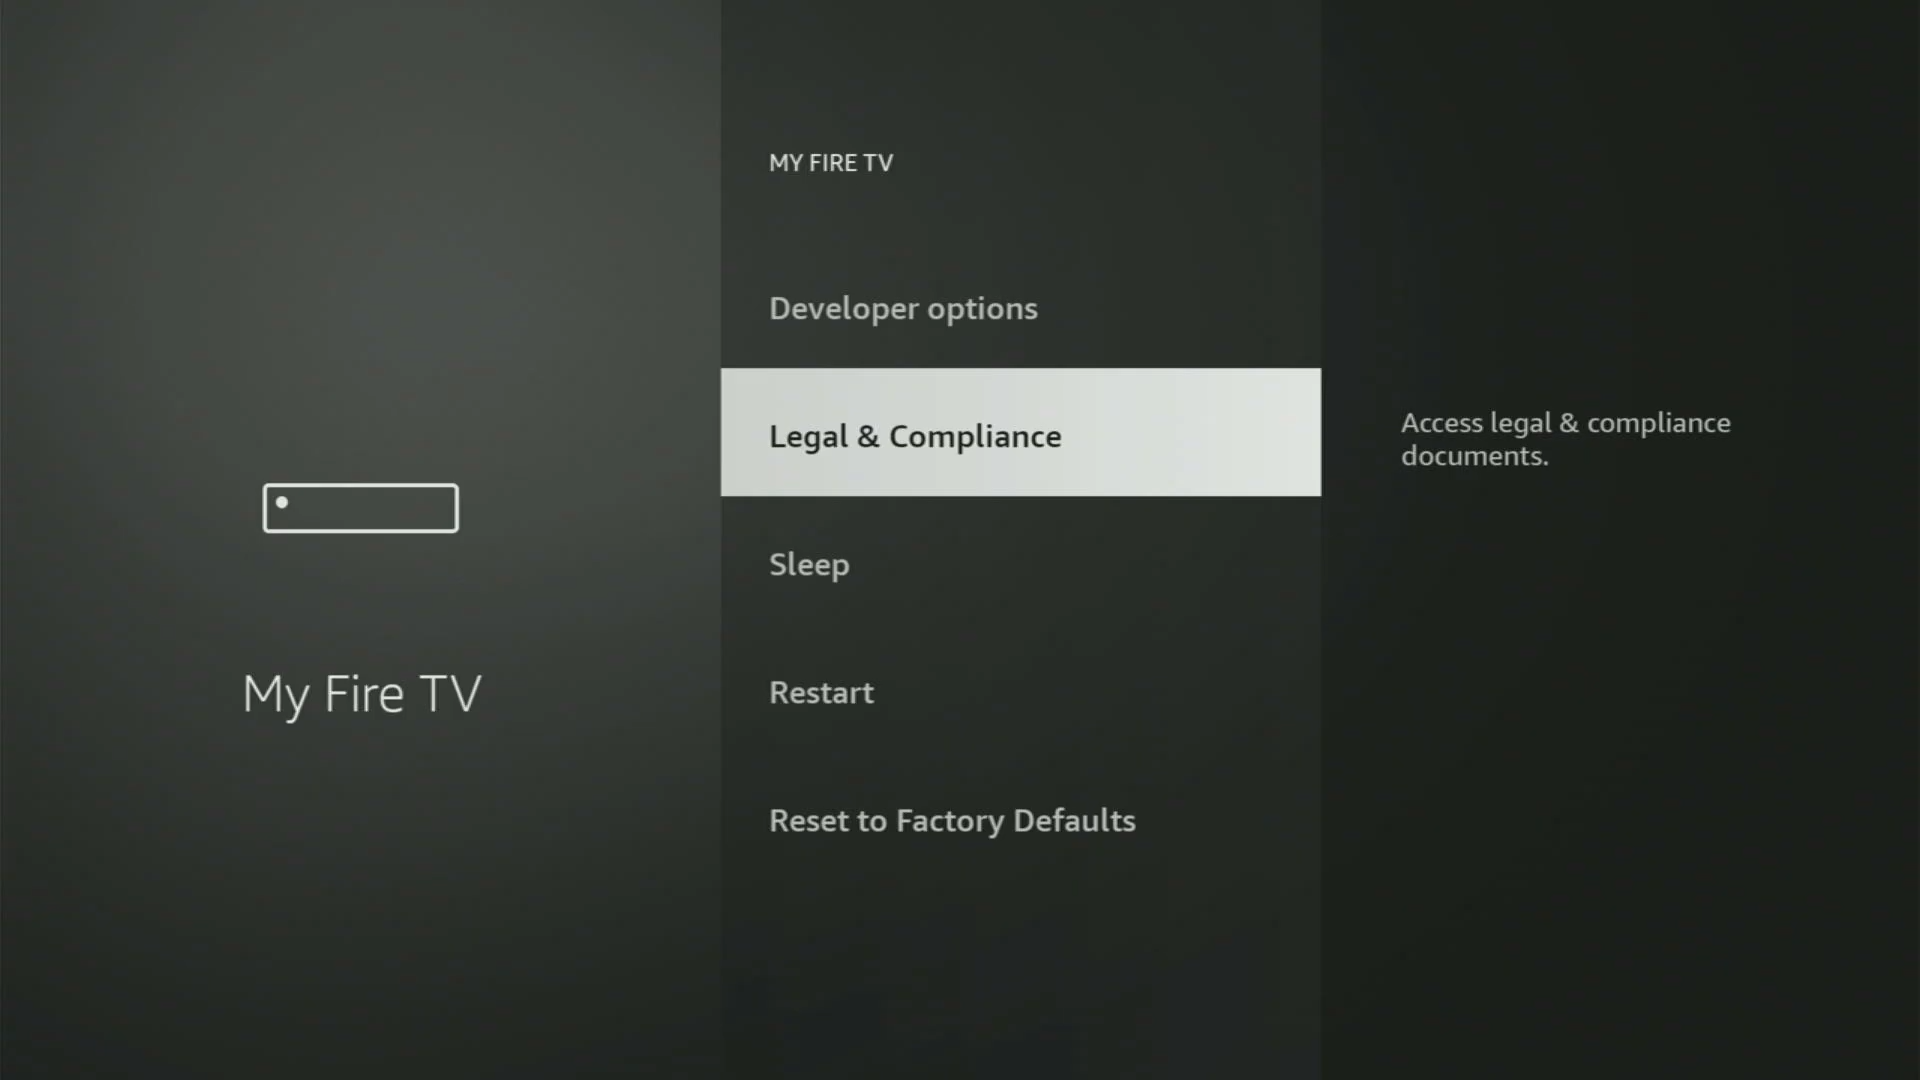 My Fire TV
MY FIRE TV
Developer options
Legal & Compliance
Sleep
Restart
Reset to Factory Defaults
Access legal & compliance
documents.